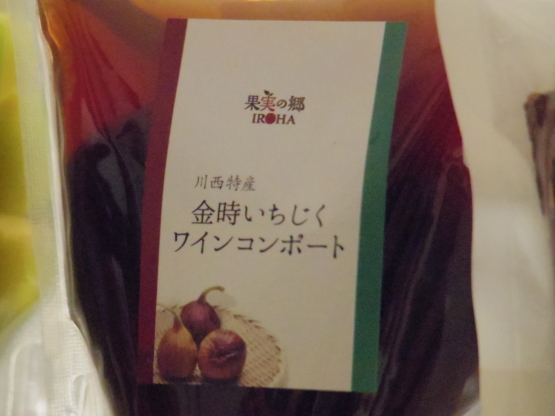 果実の郷
IROHA
川西特産
金時いちじく
ワインコンポート